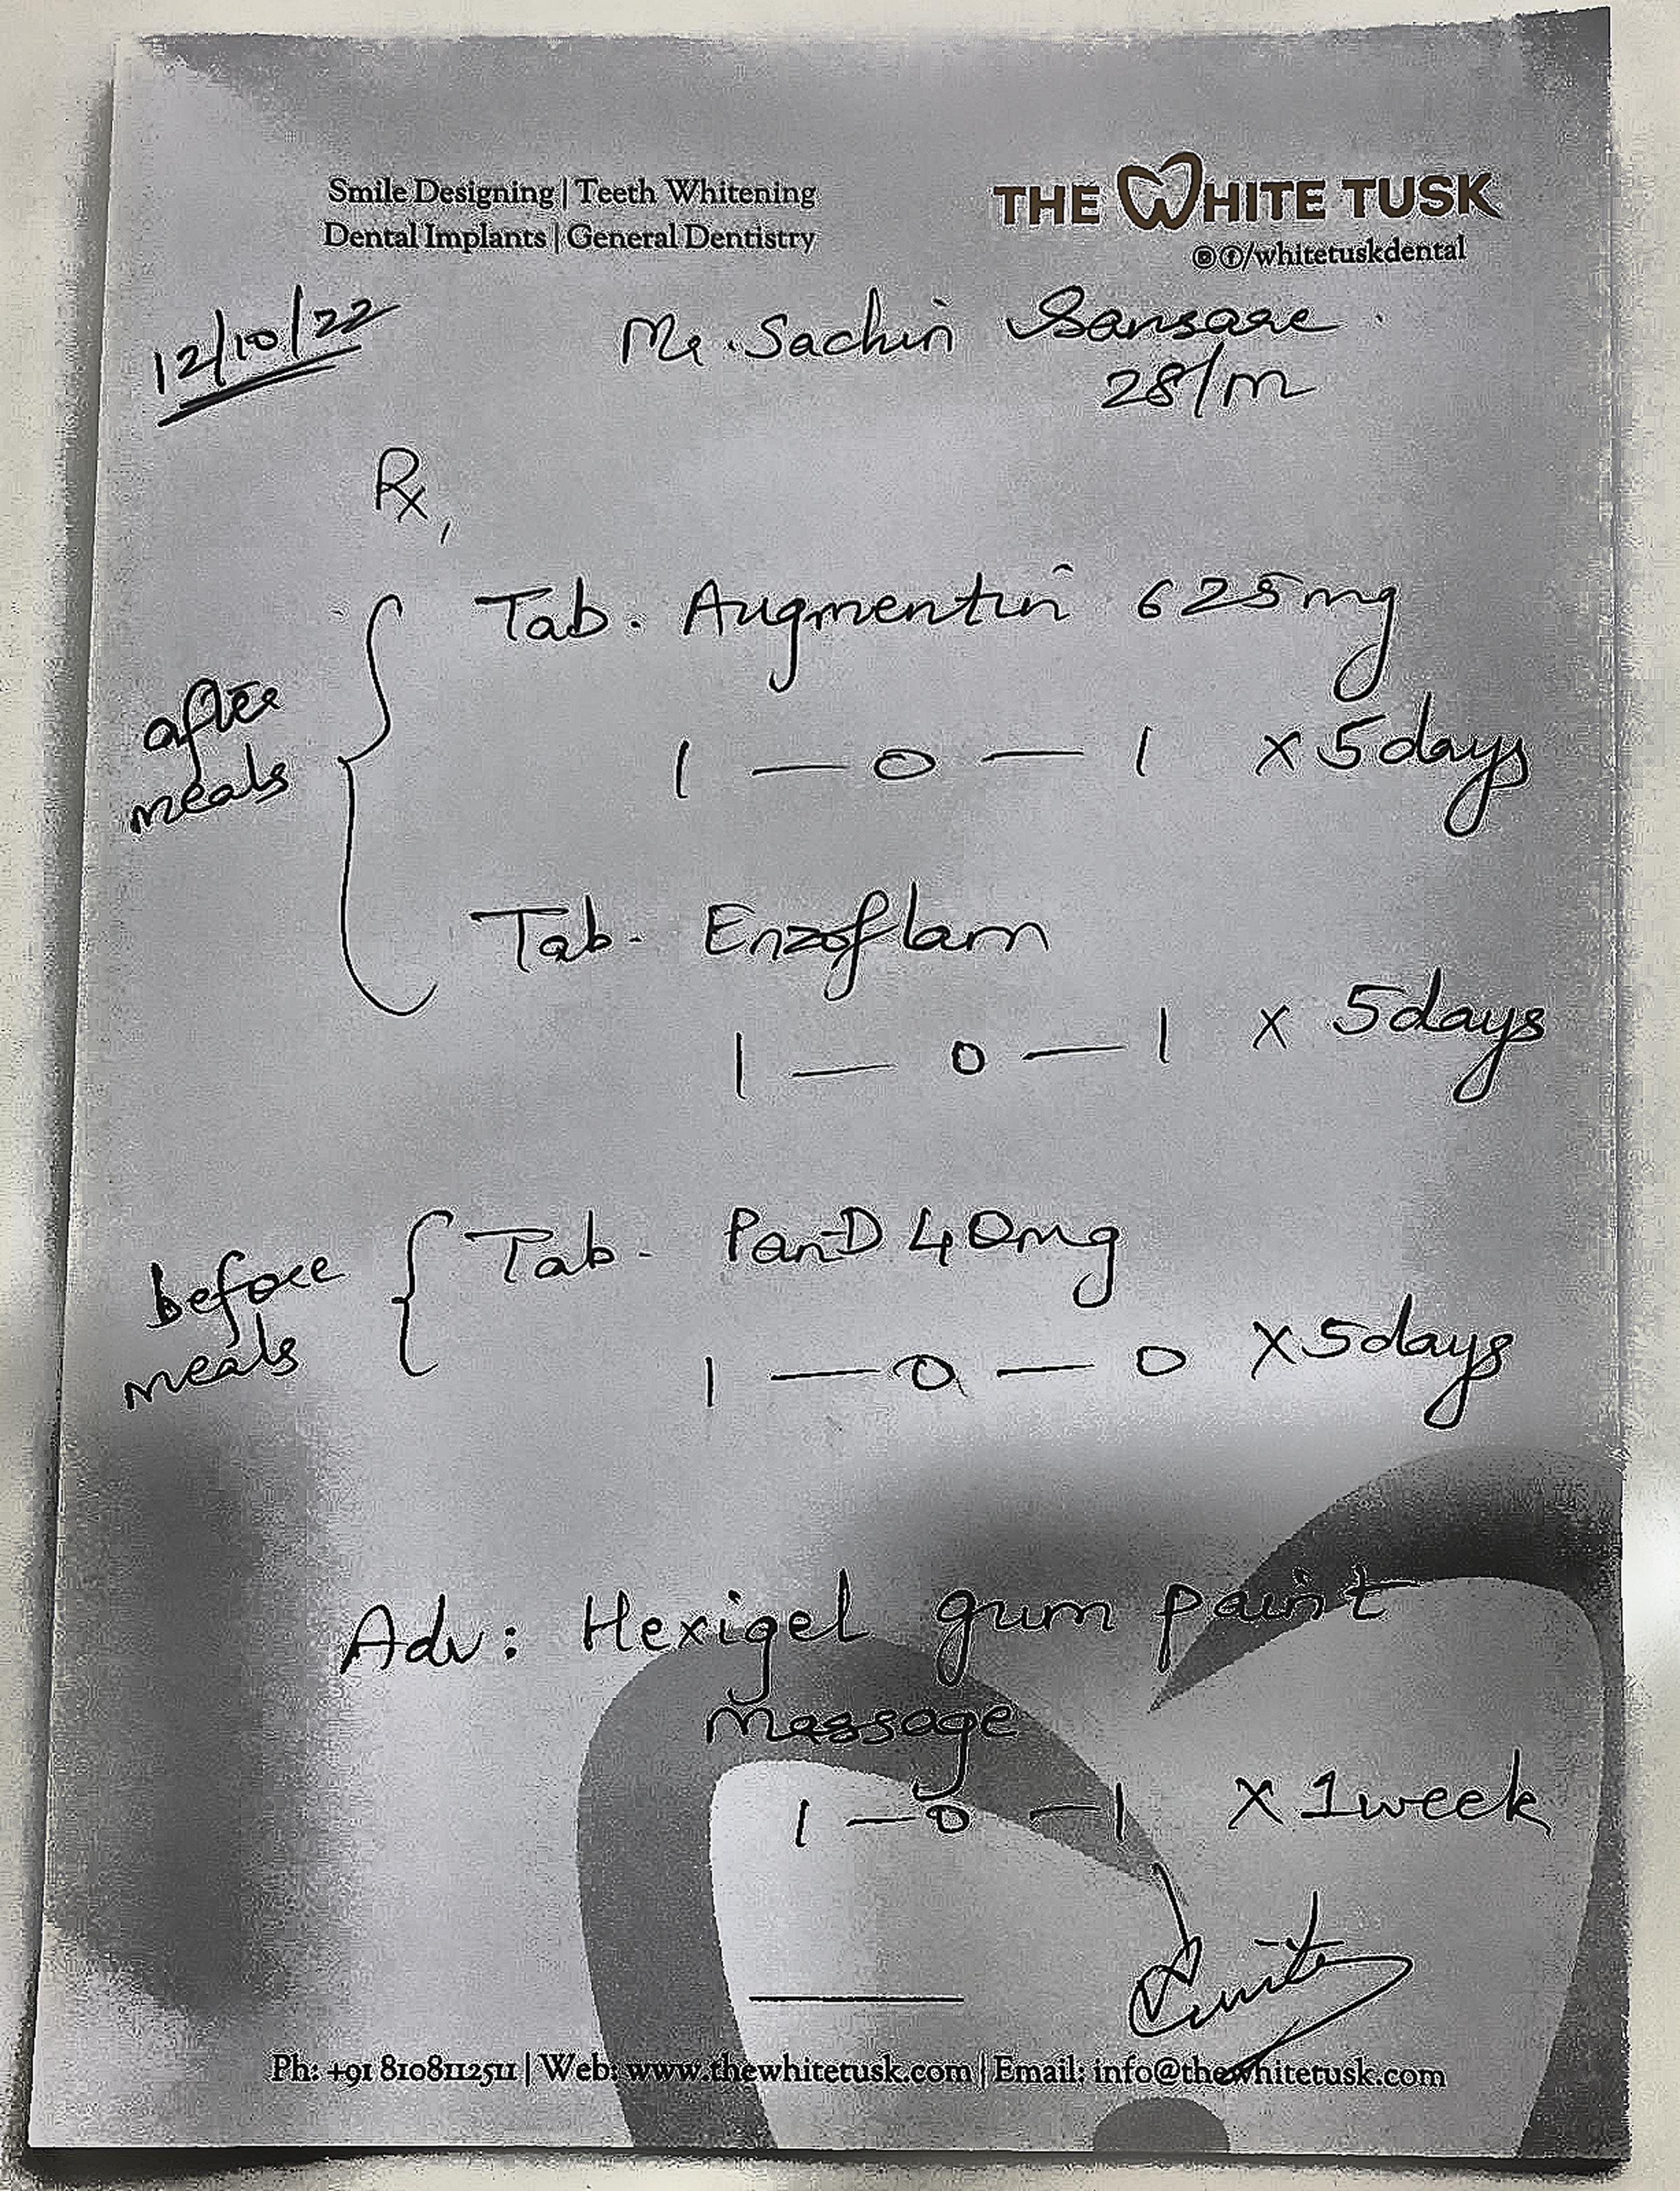 Smile Designing | Teeth Whitening
Dental Implants | General Dentistry
THE WHITE TUSK
/whitetuskdental
12/10/22
Mr. Sachin Sansare
28/M
Rx,
after
meals
Tab. Augmentin 625mg
1 — 0 — 1 x 5days
Tab. Enzoflam
1 — 0 — 1 x 5days
before
meals
Tab. PanD 40mg
1 — 0 — 0 x 5days
Adv: Hexigel gum paint
massage
1 — 0 — 1 x 1week
Ph: +91 8108112511 | Web: www.thewhitetusk.com | Email: info@thewhitetusk.com